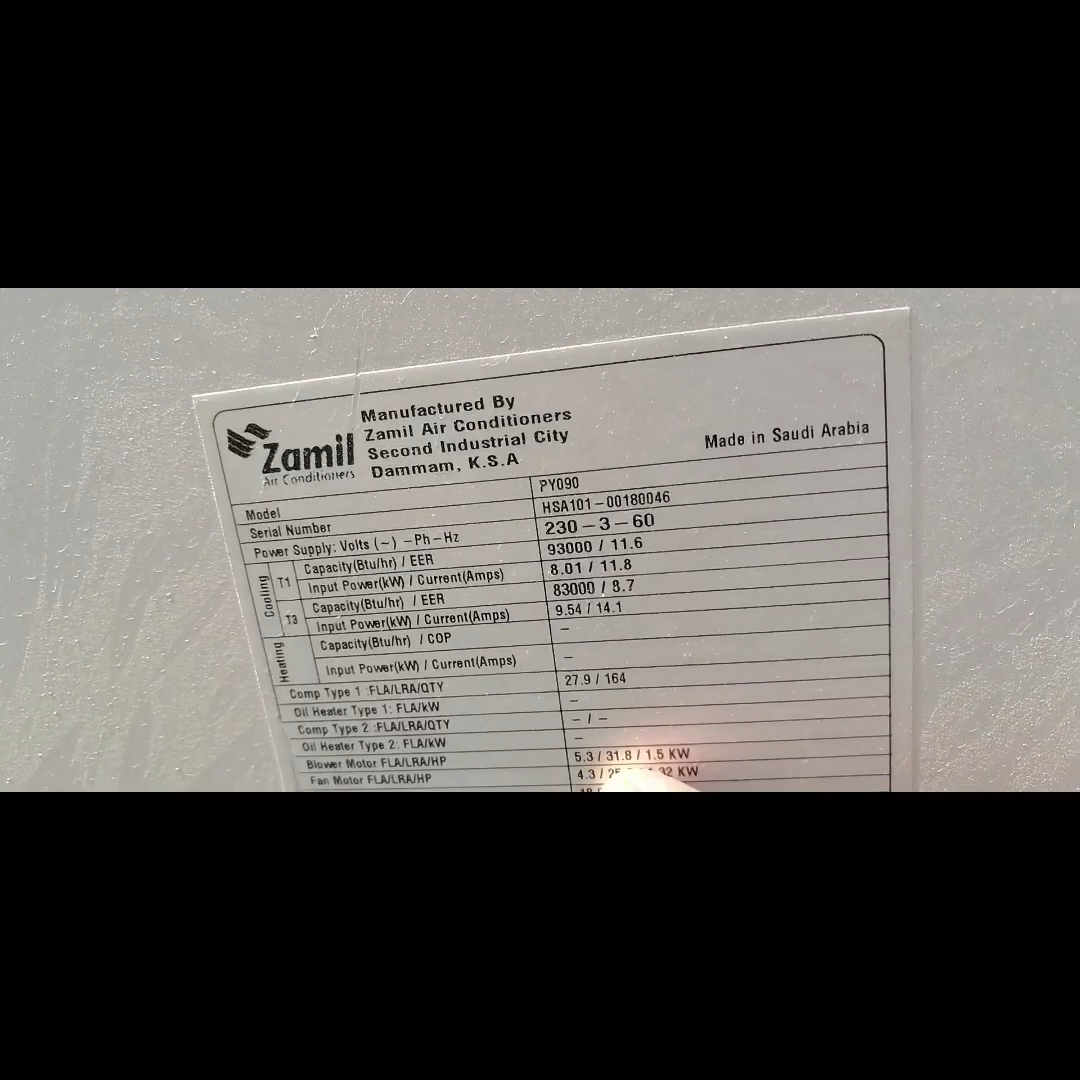 Zamil
Air Conditioners
Manufactured By
Zamil Air Conditioners
Second Industrial City
Dammam, K.S.A
Made in Saudi Arabia
Model PY090
Serial Number HSA101-00180046
Power Supply: Volts (~) -Ph-Hz 230-3-60
Cooling
T1
Capacity(Btu/hr) / EER 93000 / 11.6
Input Power(kW) / Current(Amps) 8.01 / 11.8
T3
Capacity(Btu/hr) / EER 83000 / 8.7
Input Power(kW) / Current(Amps) 9.54 / 14.1
Heating
Capacity(Btu/hr) / COP –
Input Power(kW) / Current(Amps) –
Comp Type 1 :FLA/LRA/QTY 27.9 / 164
Oil Heater Type 1: FLA/kW –
Comp Type 2 :FLA/LRA/QTY – / –
Oil Heater Type 2: FLA/kW –
Blower Motor FLA/LRA/HP 5.3 / 31.8 / 1.5 KW
Fan Motor FLA/LRA/HP 4.3 / KW